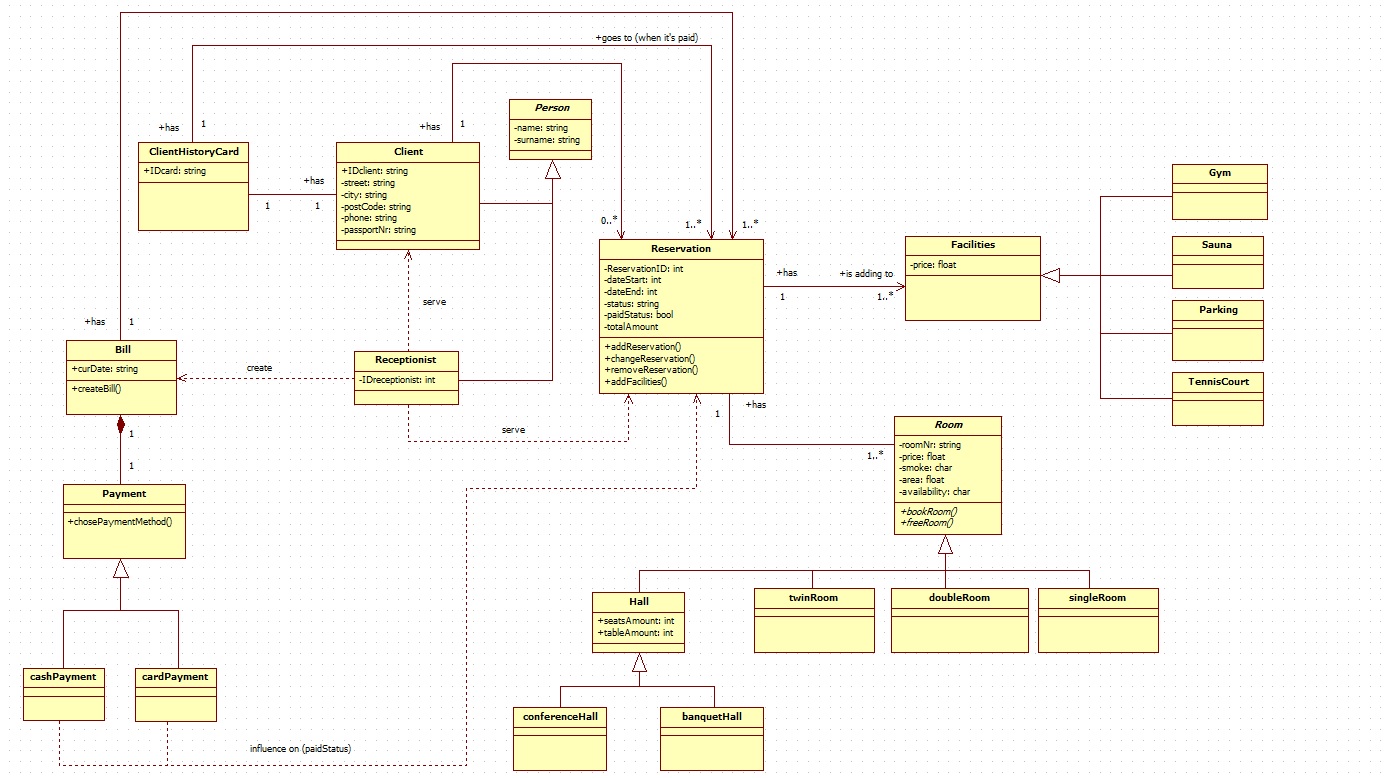 +goes to (when it's paid)
+has
1
+has
1
Person
-name: string
-surname: string
ClientHistoryCard
+IDcard: string
+has
1
1
Client
+IDclient: string
-street: string
-city: string
-postCode: string
-phone: string
-passportNr: string
0..*
1..*
1..*
Reservation
-ReservationID: int
-dateStart: int
-dateEnd: int
-status: string
-paidStatus: bool
-totalAmount
+addReservation()
+changeReservation()
+removeReservation()
+addFacilities()
+has
1
+is adding to
1..*
Facilities
-price: float
Gym
Sauna
Parking
TennisCourt
serve
+has
1
Bill
+curDate: string
+createBill()
create
Receptionist
-IDreceptionist: int
serve
1
1
Payment
+chosePaymentMethod()
+has
1
1..*
Room
-roomNr: string
-price: float
-smoke: char
-area: float
-availability: char
+bookRoom()
+freeRoom()
Hall
+seatsAmount: int
+tableAmount: int
twinRoom
doubleRoom
singleRoom
cashPayment
cardPayment
conferenceHall
banquetHall
influence on (paidStatus)